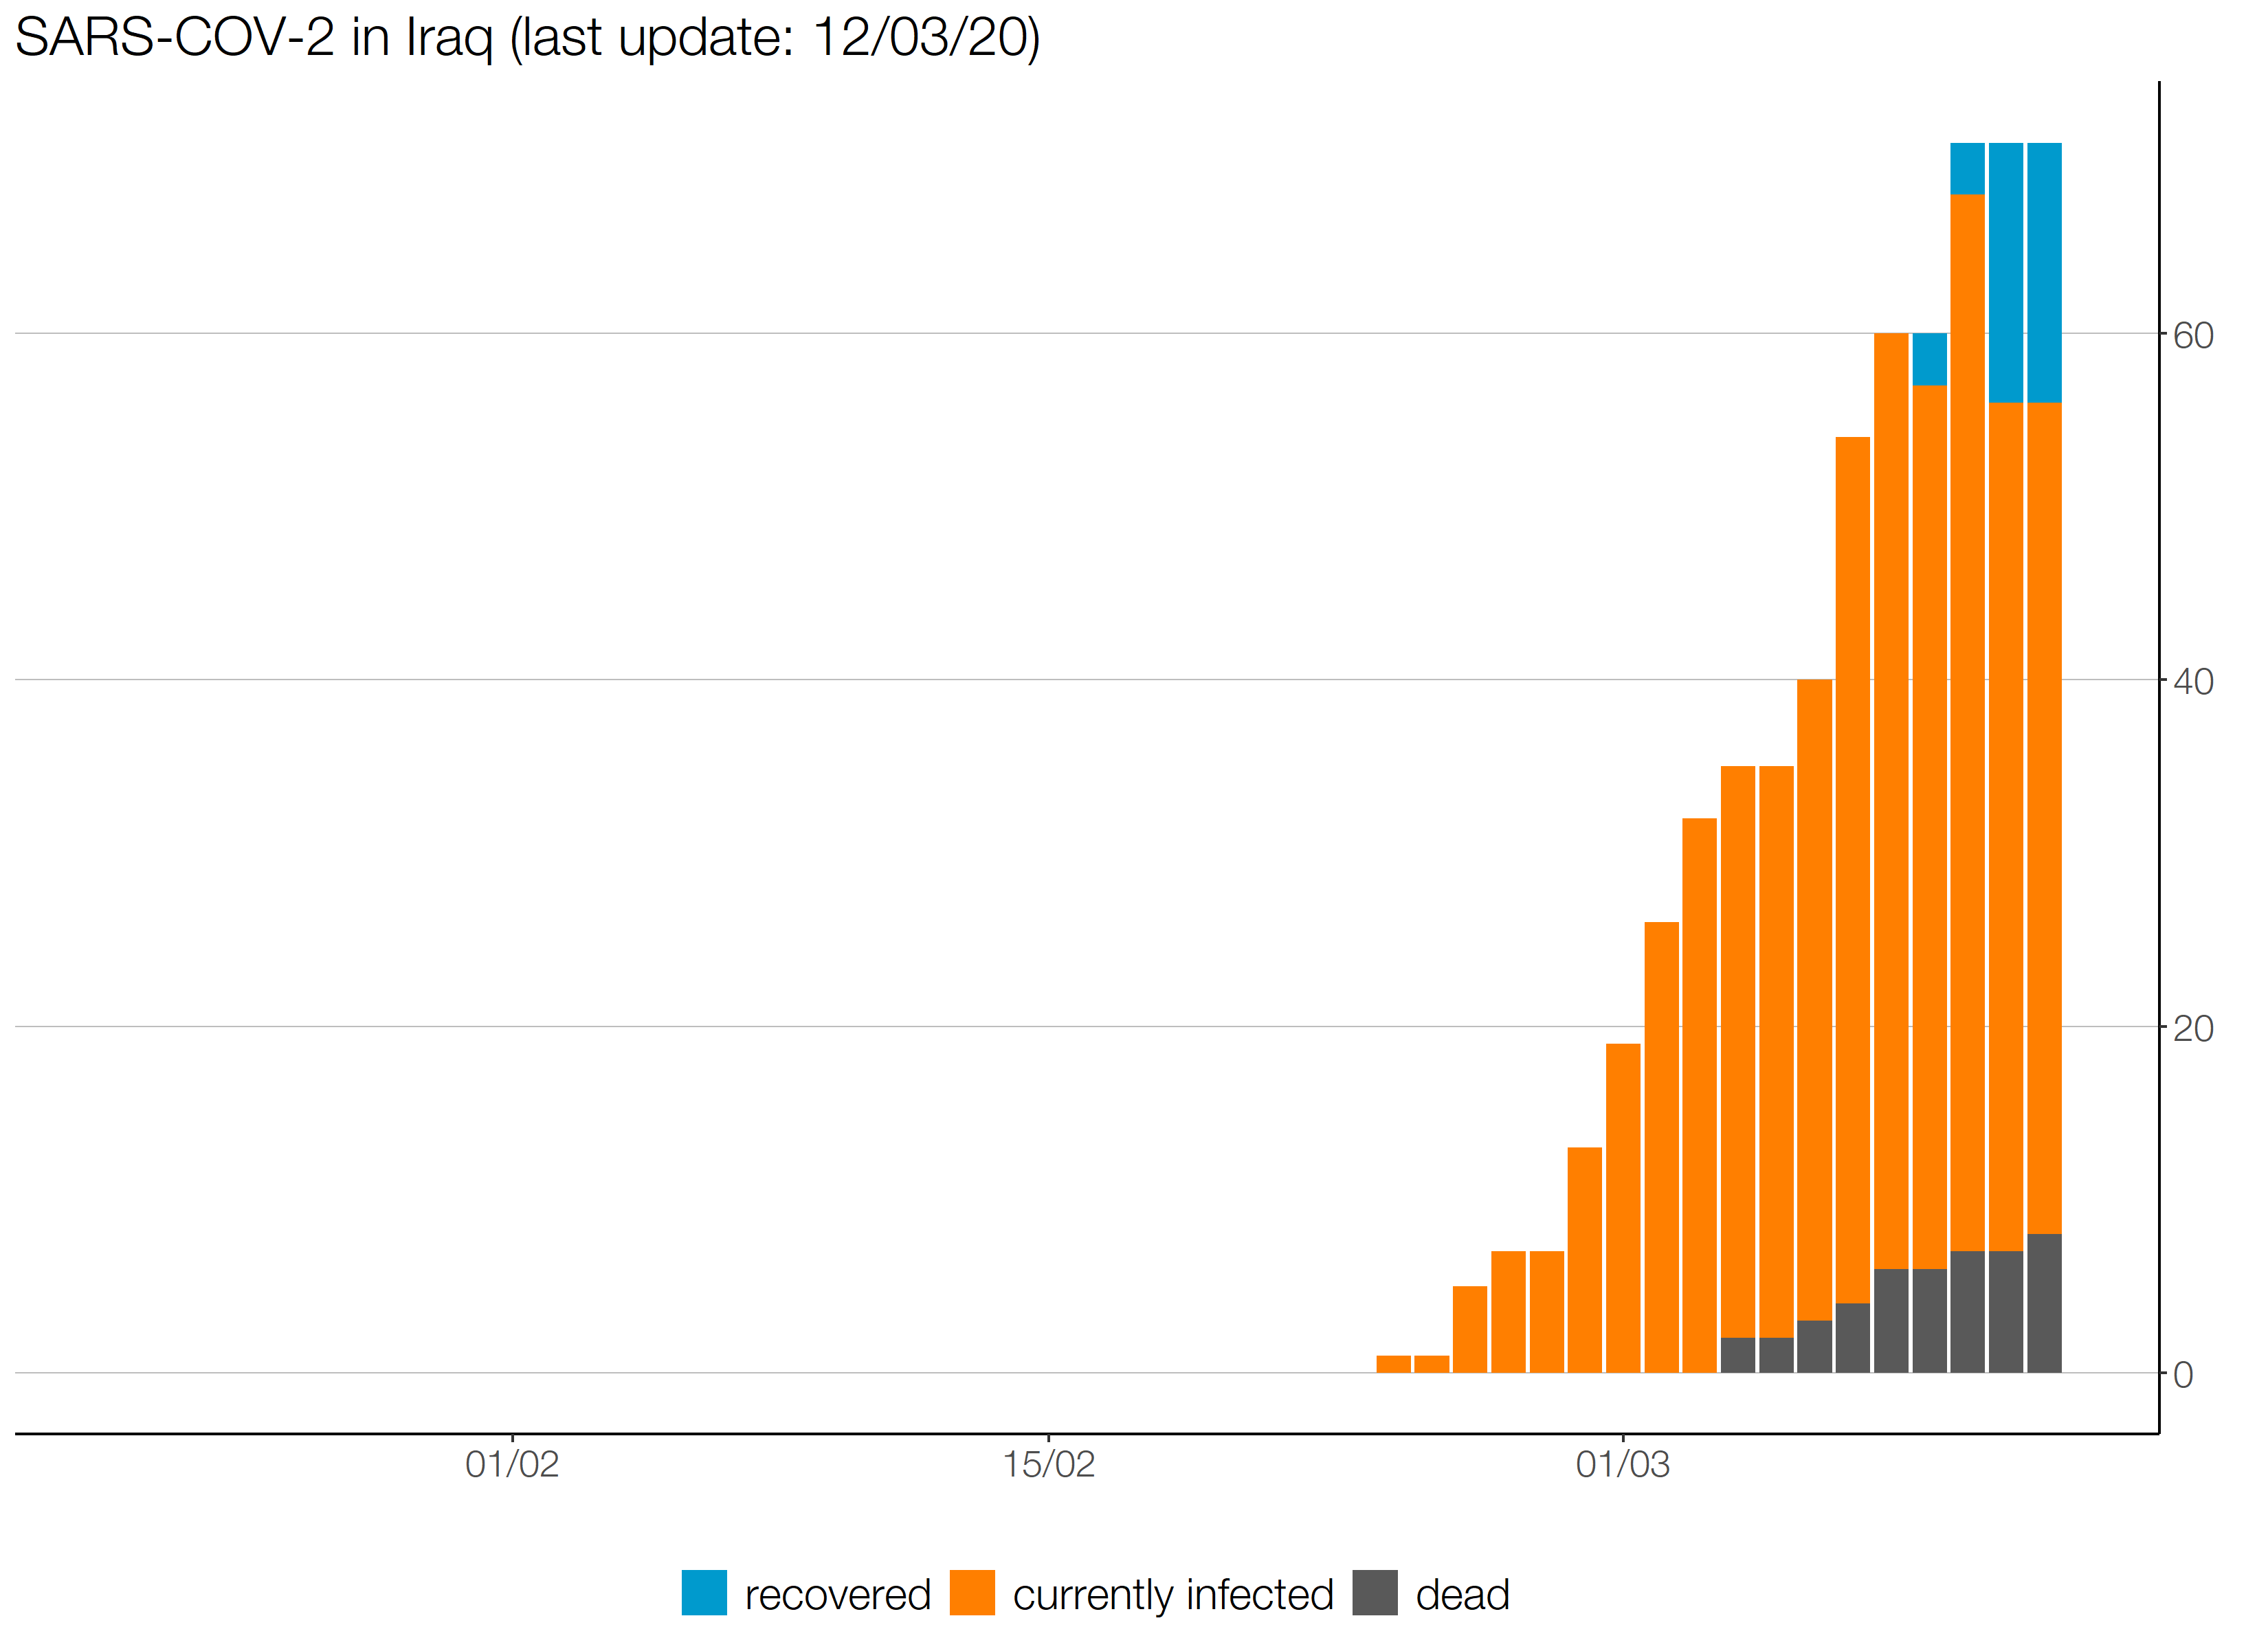 SARS-COV-2 in Iraq (last update: 12/03/20)
60
40
20
0
01/02 15/02 01/03
recovered currently infected dead